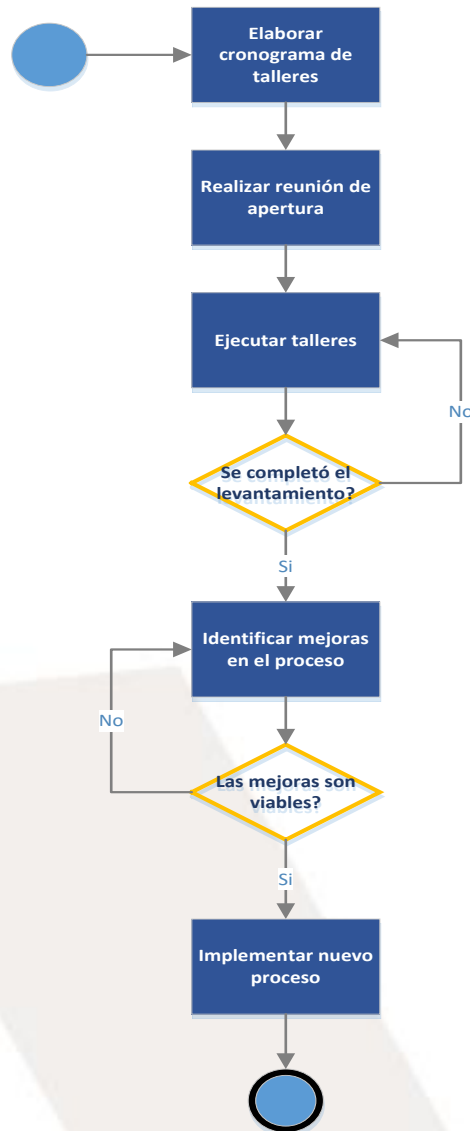 Elaborar
cronograma de
talleres
Realizar reunión de
apertura
Ejecutar talleres
No
Se completó el
levantamiento?
Si
Identificar mejoras
en el proceso
No
Las mejoras son
viables?
Si
Implementar nuevo
proceso